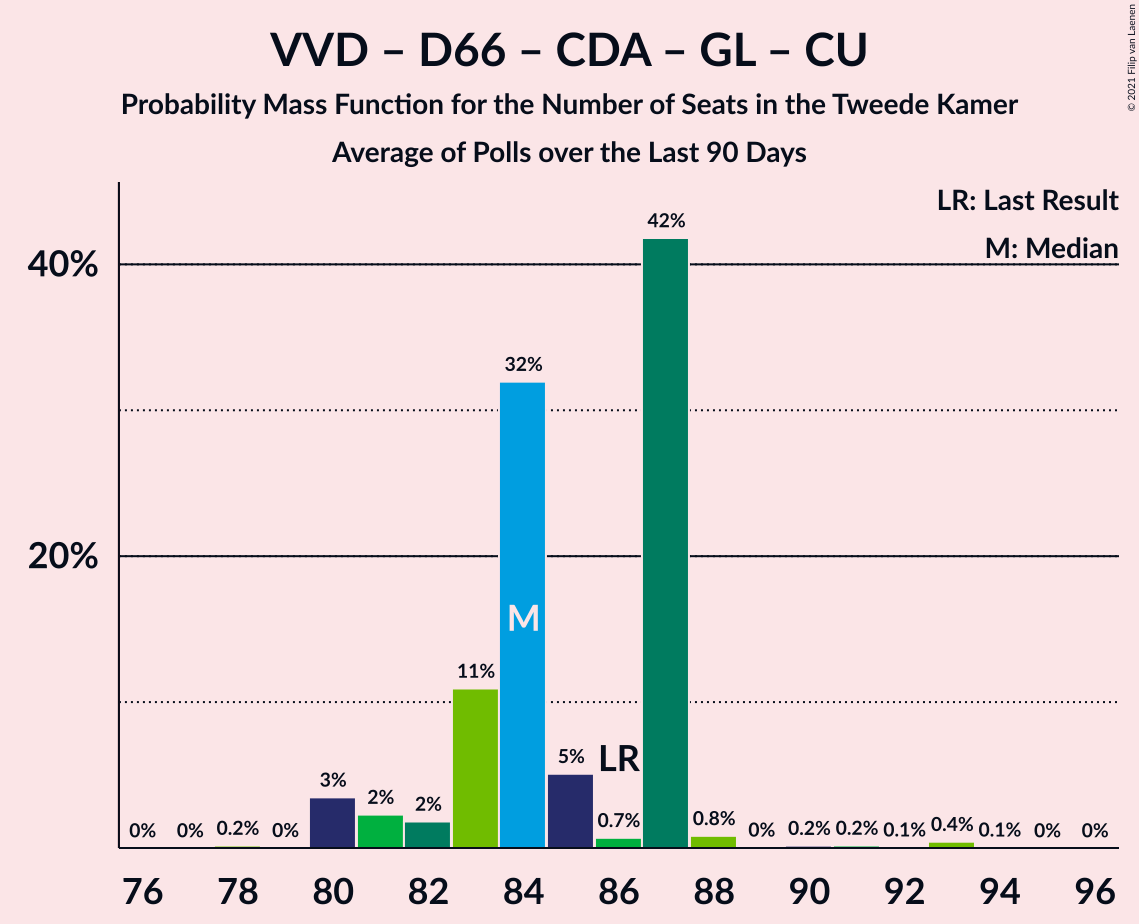 VVD – D66 – CDA – GL – CU
Probability Mass Function for the Number of Seats in the Tweede Kamer
Average of Polls over the Last 90 Days
© 2021 Filip van Laenen
LR: Last Result
M: Median
40%
20%
0%
0%
0.2%
0%
3%
2%
2%
11%
32%
M
5%
LR
0.7%
42%
0.8%
0%
0.2%
0.2%
0.1%
0.4%
0.1%
0%
0%
76 78 80 82 84 86 88 90 92 94 96